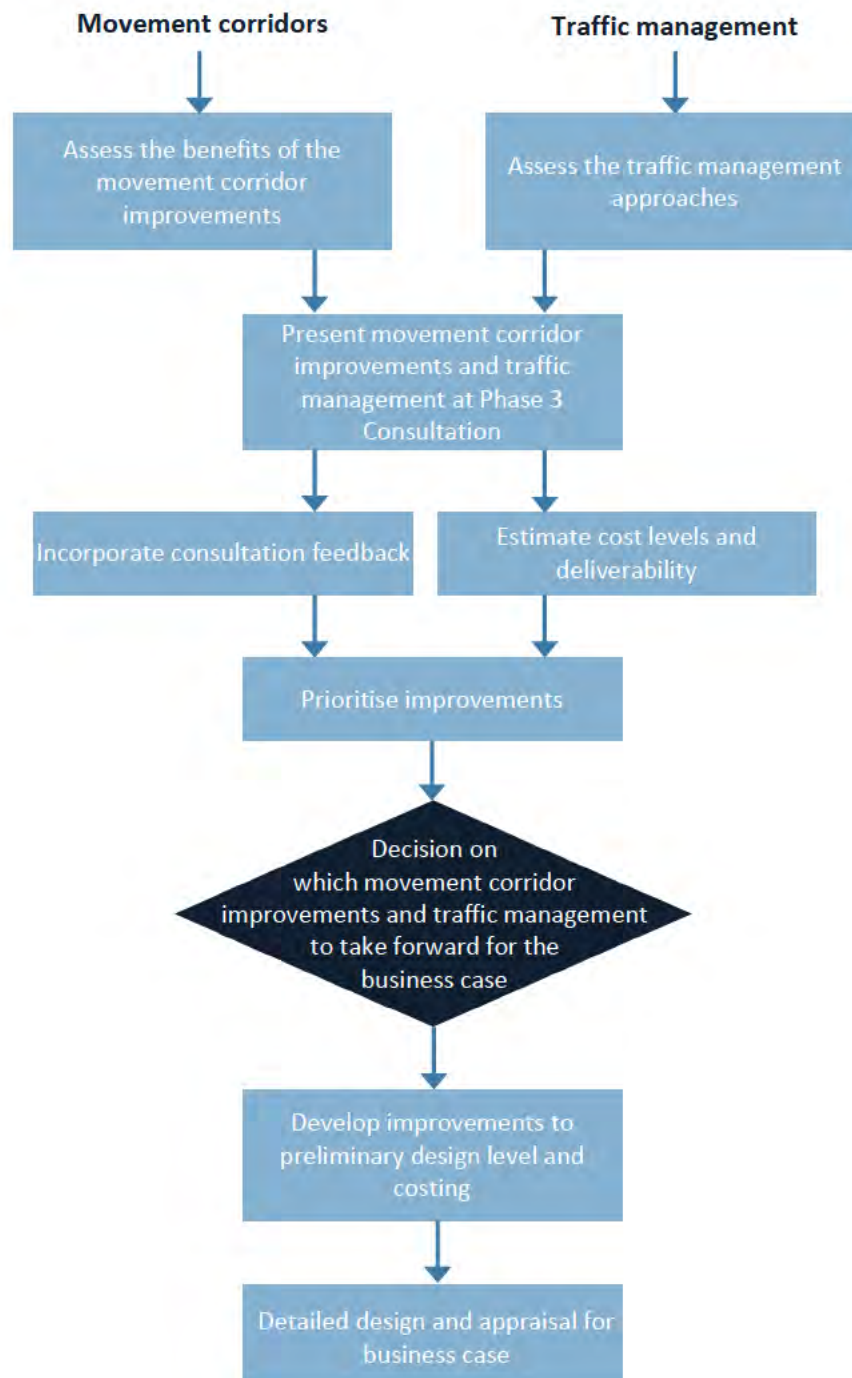 Movement corridors
Traffic management
Assess the benefits of the
movement corridor
improvements
Assess the traffic management
approaches
Present movement corridor
improvements and traffic
management at Phase 3
Consultation
Incorporate consultation feedback
Estimate cost levels and
deliverability
Prioritise improvements
Decision on
which movement corridor
improvements and traffic management
to take forward for the
business case
Develop improvements to
preliminary design level and
costing
Detailed design and appraisal for
business case